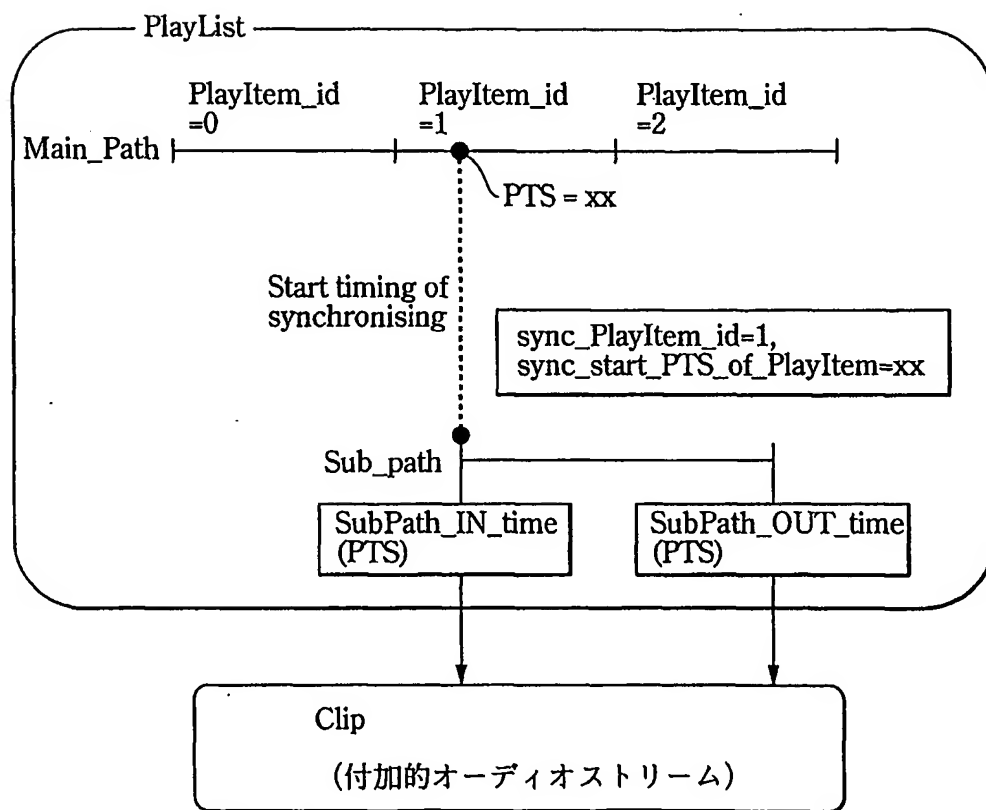 PlayList
PlayItem_id
=0
PlayItem_id
=1
PlayItem_id
=2
Main_Path
PTS = xx
Start timing of
synchronising
sync_PlayItem_id=1,
sync_start_PTS_of_PlayItem=xx
Sub_path
SubPath_IN_time
(PTS)
SubPath_OUT_time
(PTS)
Clip
(付加的オーディオストリーム)